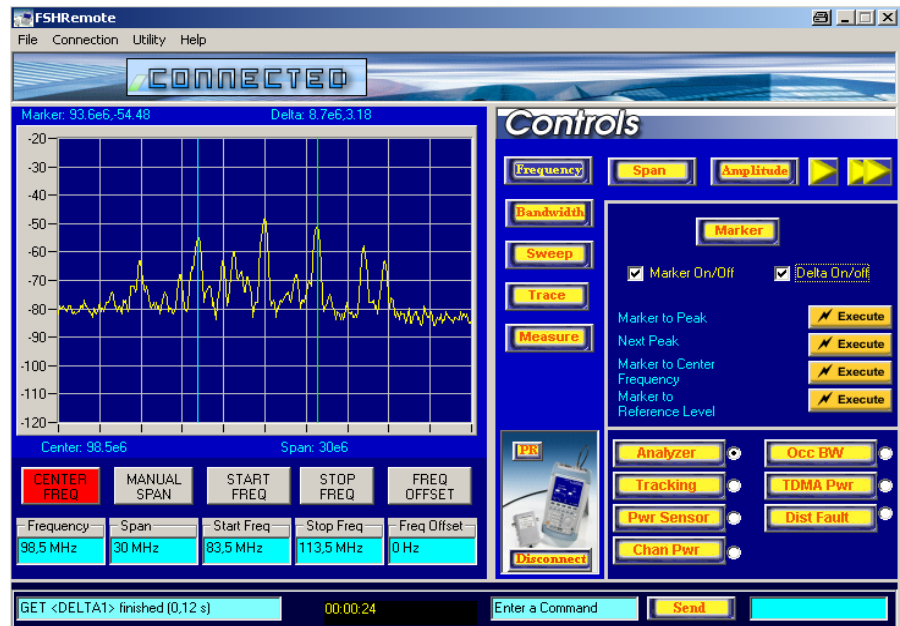 FSHRemote
File Connection Utility Help
CONNECTED
Marker: 93.6e6,-54.48 Delta: 8.7e6,3.18
-20
-30
-40
-50
-60
-70
-80
-90
-100
-110
-120
Center: 98.5e6 Span: 30e6
CENTER FREQ
MANUAL SPAN
START FREQ
STOP FREQ
FREQ OFFSET
Frequency Span Start Freq Stop Freq Freq Offset
98,5 MHz 30 MHz 83,5 MHz 113,5 MHz 0 Hz
Controls
Frequency Span Amplitude
Bandwidth
Sweep
Trace
Measure
Marker
Marker On/Off Delta On/off
Marker to Peak Execute
Next Peak Execute
Marker to Center
Frequency Execute
Marker to
Reference Level Execute
PR
Disconnect
Analyzer Occ BW
Tracking TDMA Pwr
Pwr Sensor Dist Fault
Chan Pwr
GET <DELTA1> finished (0,12 s) 00:00:24 Enter a Command Send